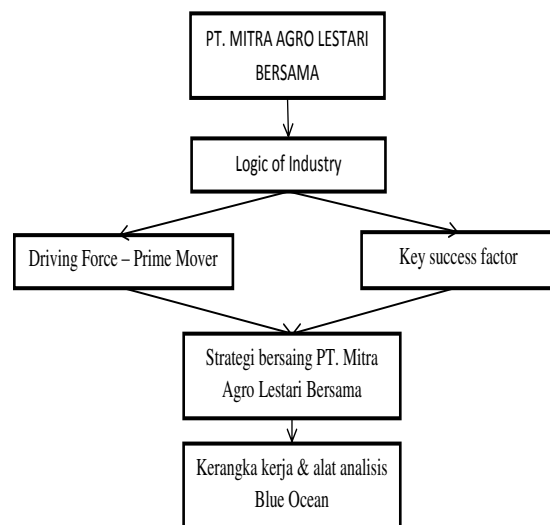 PT. MITRA AGRO LESTARI
BERSAMA
Logic of Industry
Driving Force – Prime Mover
Key success factor
Strategi bersaing PT. Mitra
Agro Lestari Bersama
Kerangka kerja & alat analisis
Blue Ocean